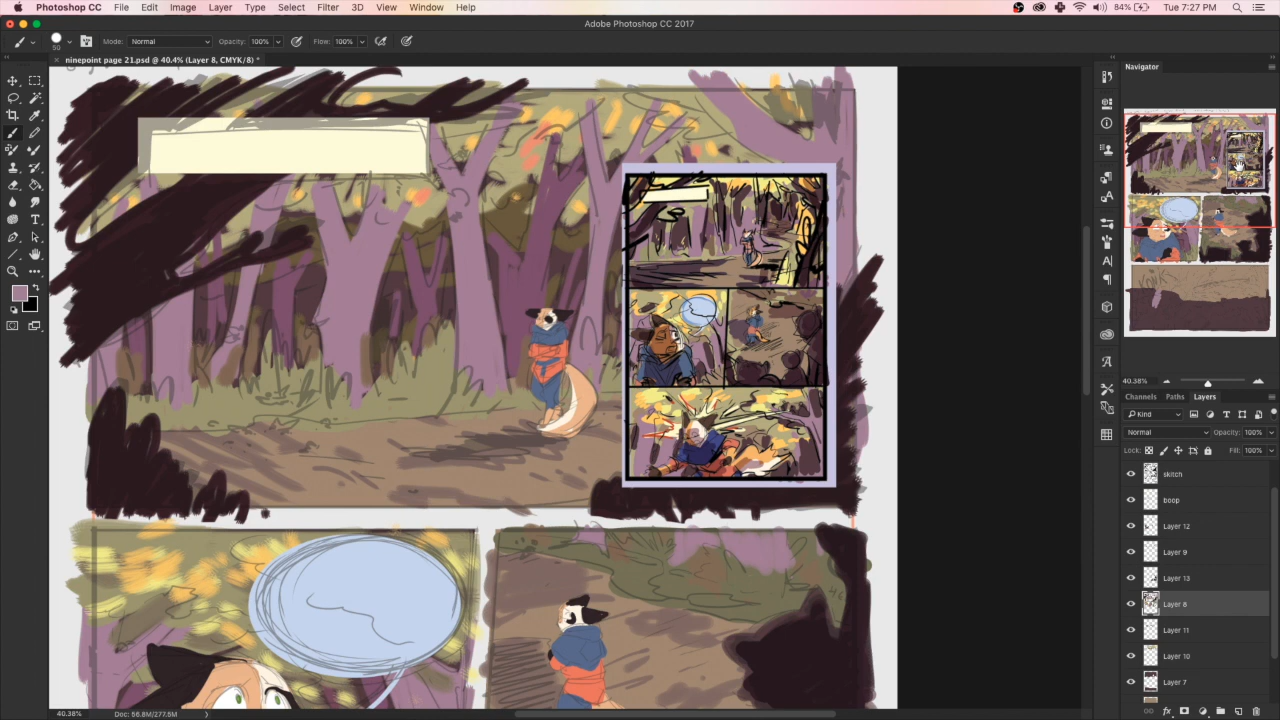 Photoshop CC File Edit Image Layer Type Select Filter 3D View Window Help 84% Tue 7:27 PM
Adobe Photoshop CC 2017
50 Mode: Normal Opacity: 100% Flow: 100%
ninepoint page 21.psd @ 40.4% (Layer 8, CMYK/8) *
Navigator
40.38%
Channels Paths Layers
Kind
Normal Opacity: 100%
Lock: Fill: 100%
skitch
boop
Layer 12
Layer 9
Layer 13
Layer 8
Layer 11
Layer 10
Layer 7
40.38% Doc: 56.8M/277.5M